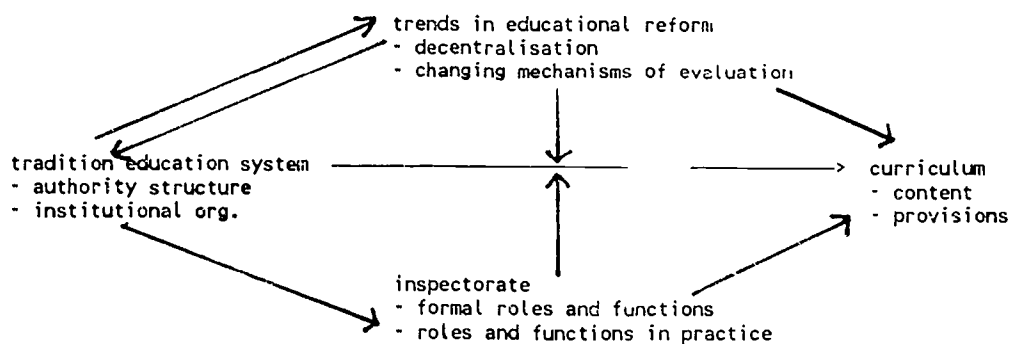 trends in educational reform
- decentralisation
- changing mechanisms of evaluation
tradition education system
- authority structure
- institutional org.
curriculum
- content
- provisions
inspectorate
- formal roles and functions
- roles and functions in practice